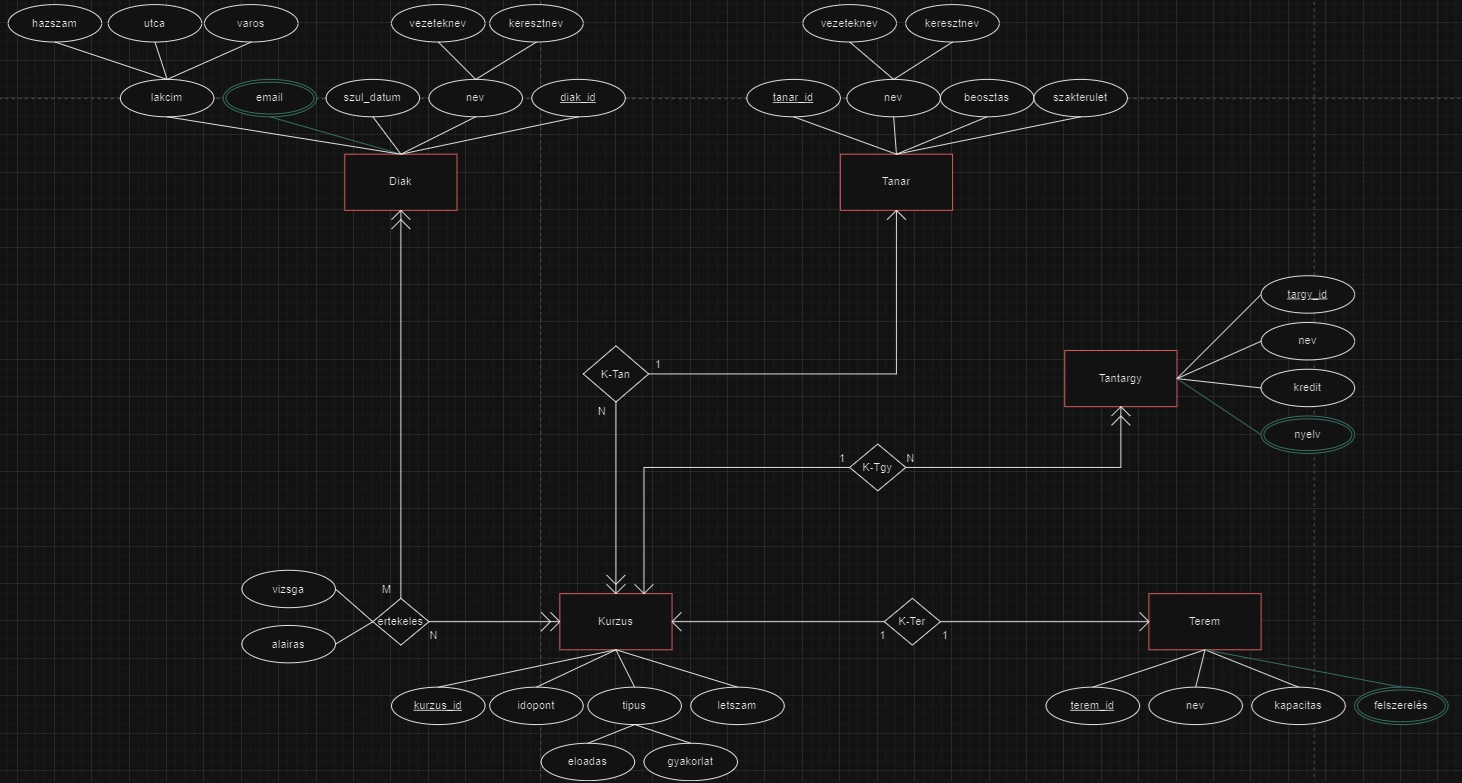 hazszam
utca
varos
vezeteknev
keresztnev
vezeteknev
keresztnev
lakcim
email
szul_datum
nev
diak_id
tanar_id
nev
beosztas
szakterulet
Diak
Tanar
targy_id
nev
kredit
nyelv
Tantargy
K-Tan
1
N
1
K-Tgy
N
vizsga
alairas
M
ertekeles
N
Kurzus
1
K-Ter
1
Terem
kurzus_id
idopont
tipus
letszam
terem_id
nev
kapacitas
felszerelés
eloadas
gyakorlat